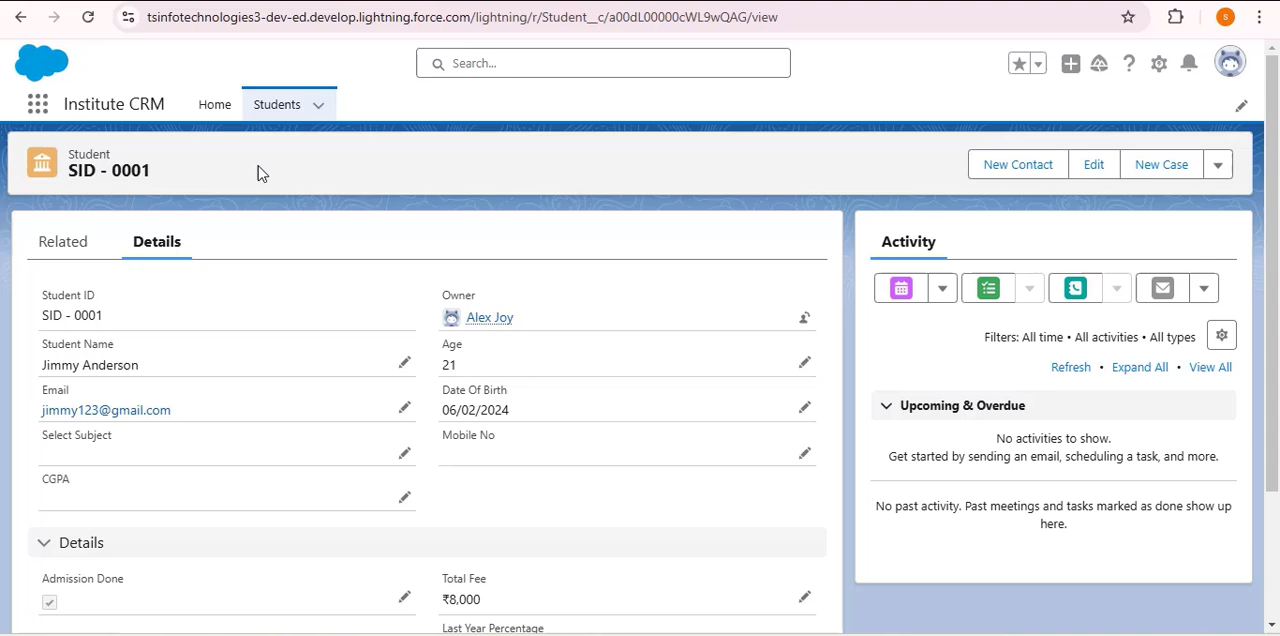 tsinfotechnologies3-dev-ed.develop.lightning.force.com/lightning/r/Student__c/a00dL00000cWL9wQAG/view
S
Search...
Institute CRM
Home
Students
Student
SID - 0001
New Contact
Edit
New Case
Related
Details
Activity
Student ID
SID - 0001
Owner
Alex Joy
Student Name
Jimmy Anderson
Age
21
Email
jimmy123@gmail.com
Date Of Birth
06/02/2024
Select Subject
Mobile No
CGPA
Details
Admission Done
Total Fee
₹8,000
Last Year Percentage
Filters: All time • All activities • All types
Refresh • Expand All • View All
Upcoming & Overdue
No activities to show.
Get started by sending an email, scheduling a task, and more.
No past activity. Past meetings and tasks marked as done show up
here.